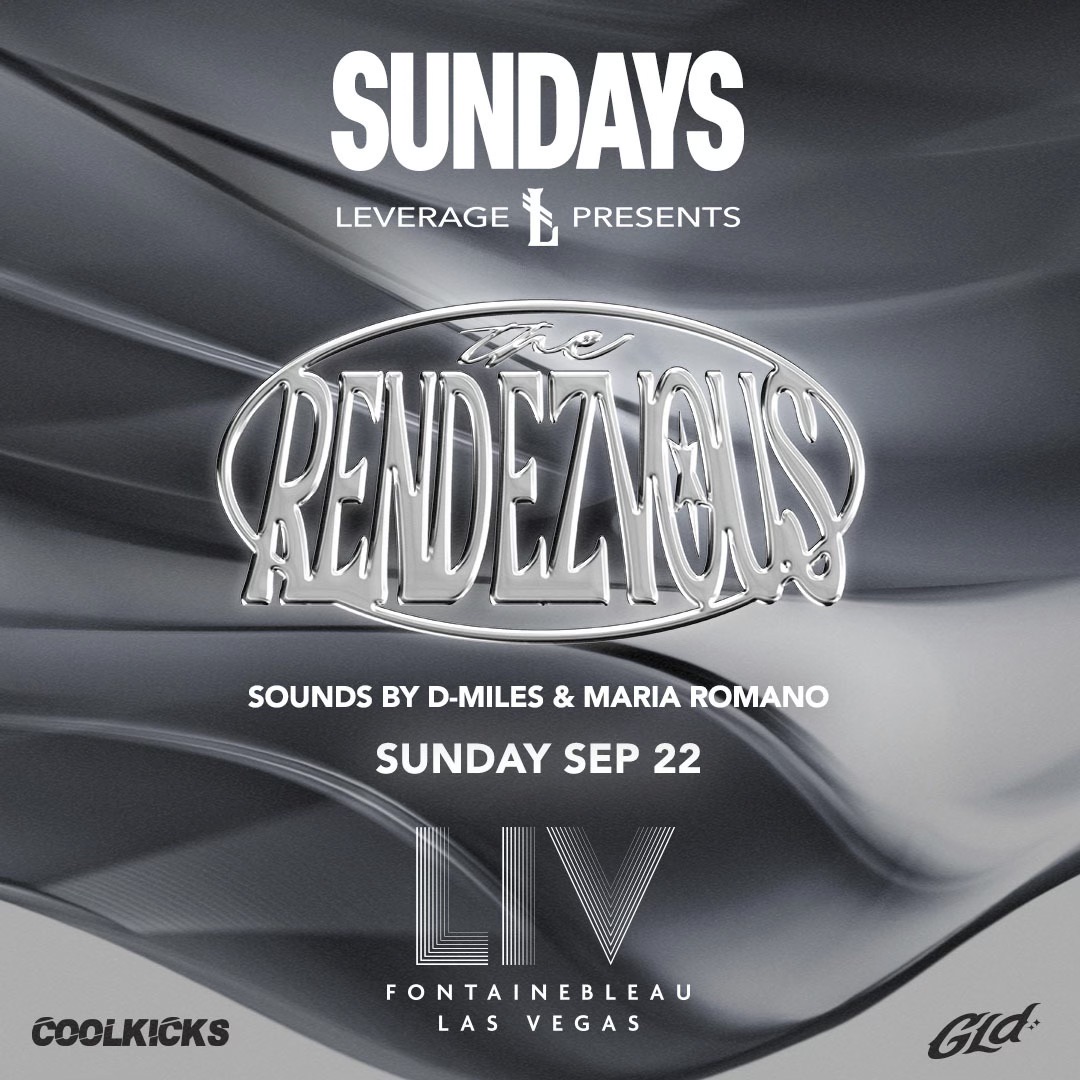 SUNDAYS
LEVERAGE L PRESENTS
the
RENDEZVOUS
SOUNDS BY D-MILES & MARIA ROMANO
SUNDAY SEP 22
LIV
FONTAINEBLEAU
LAS VEGAS
COOLKICKS
GLd